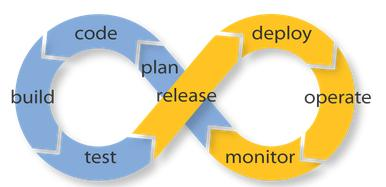 code
deploy
plan
build
release
operate
test
monitor